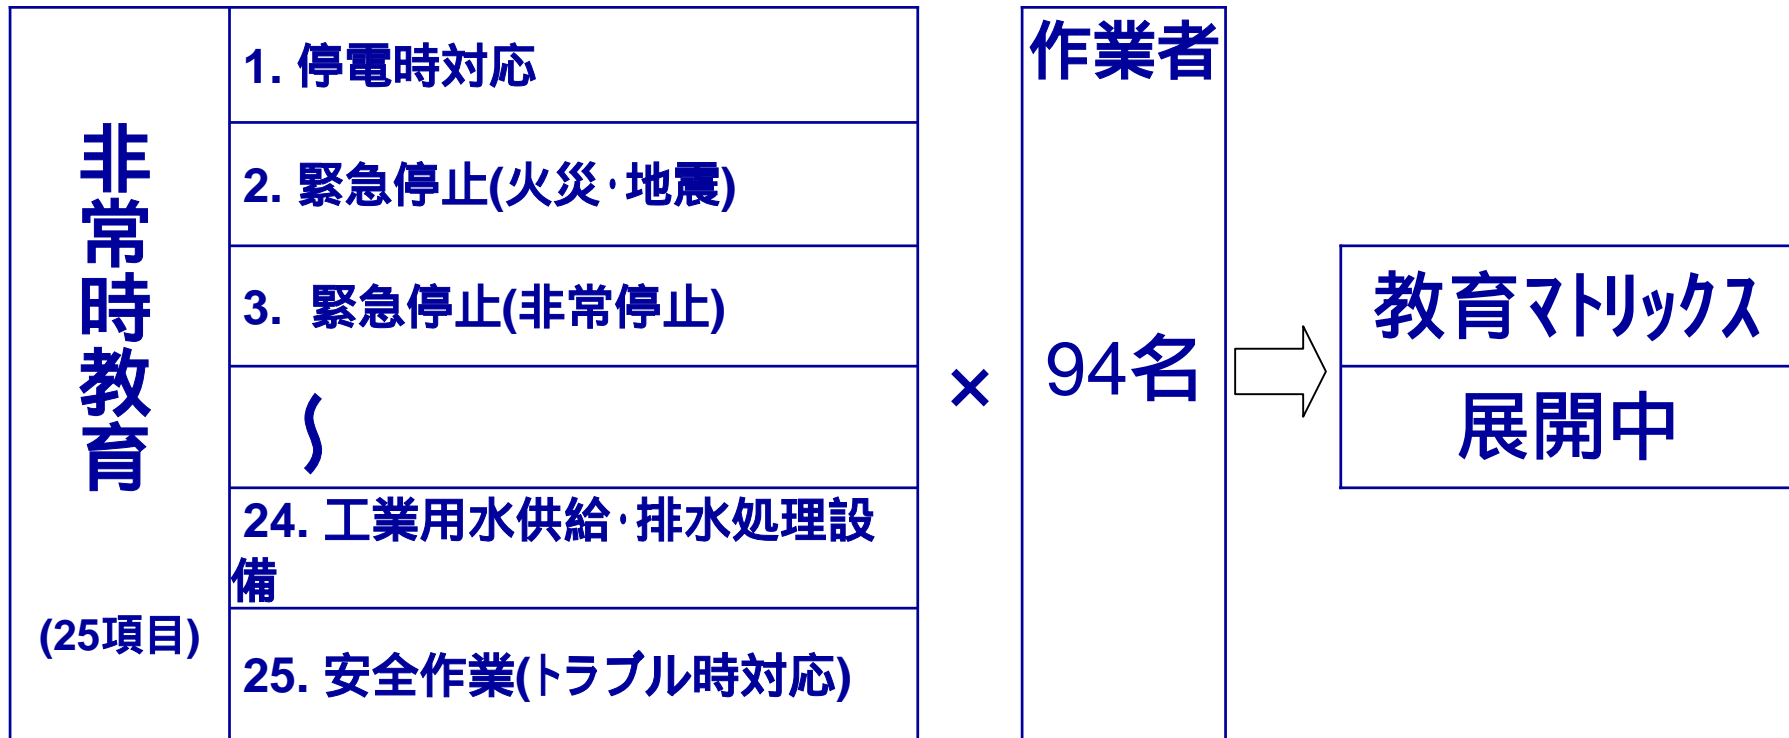 非常時教育
(25項目)
1. 停電時対応
2. 緊急停止(火災・地震)
3. 緊急停止(非常停止)
〜
24. 工業用水供給・排水処理設
備
25. 安全作業(トラブル時対応)
×
作業者
94名
教育マトリックス
展開中